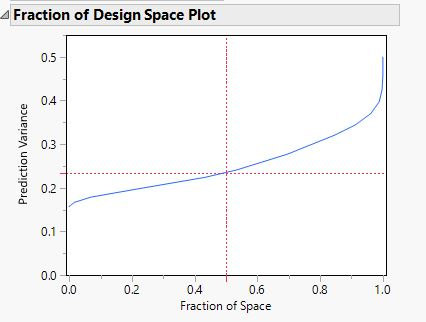 Fraction of Design Space Plot
0.5
0.4
0.3
0.2
0.1
0.0
Prediction Variance
0.0 0.2 0.4 0.6 0.8 1.0
Fraction of Space